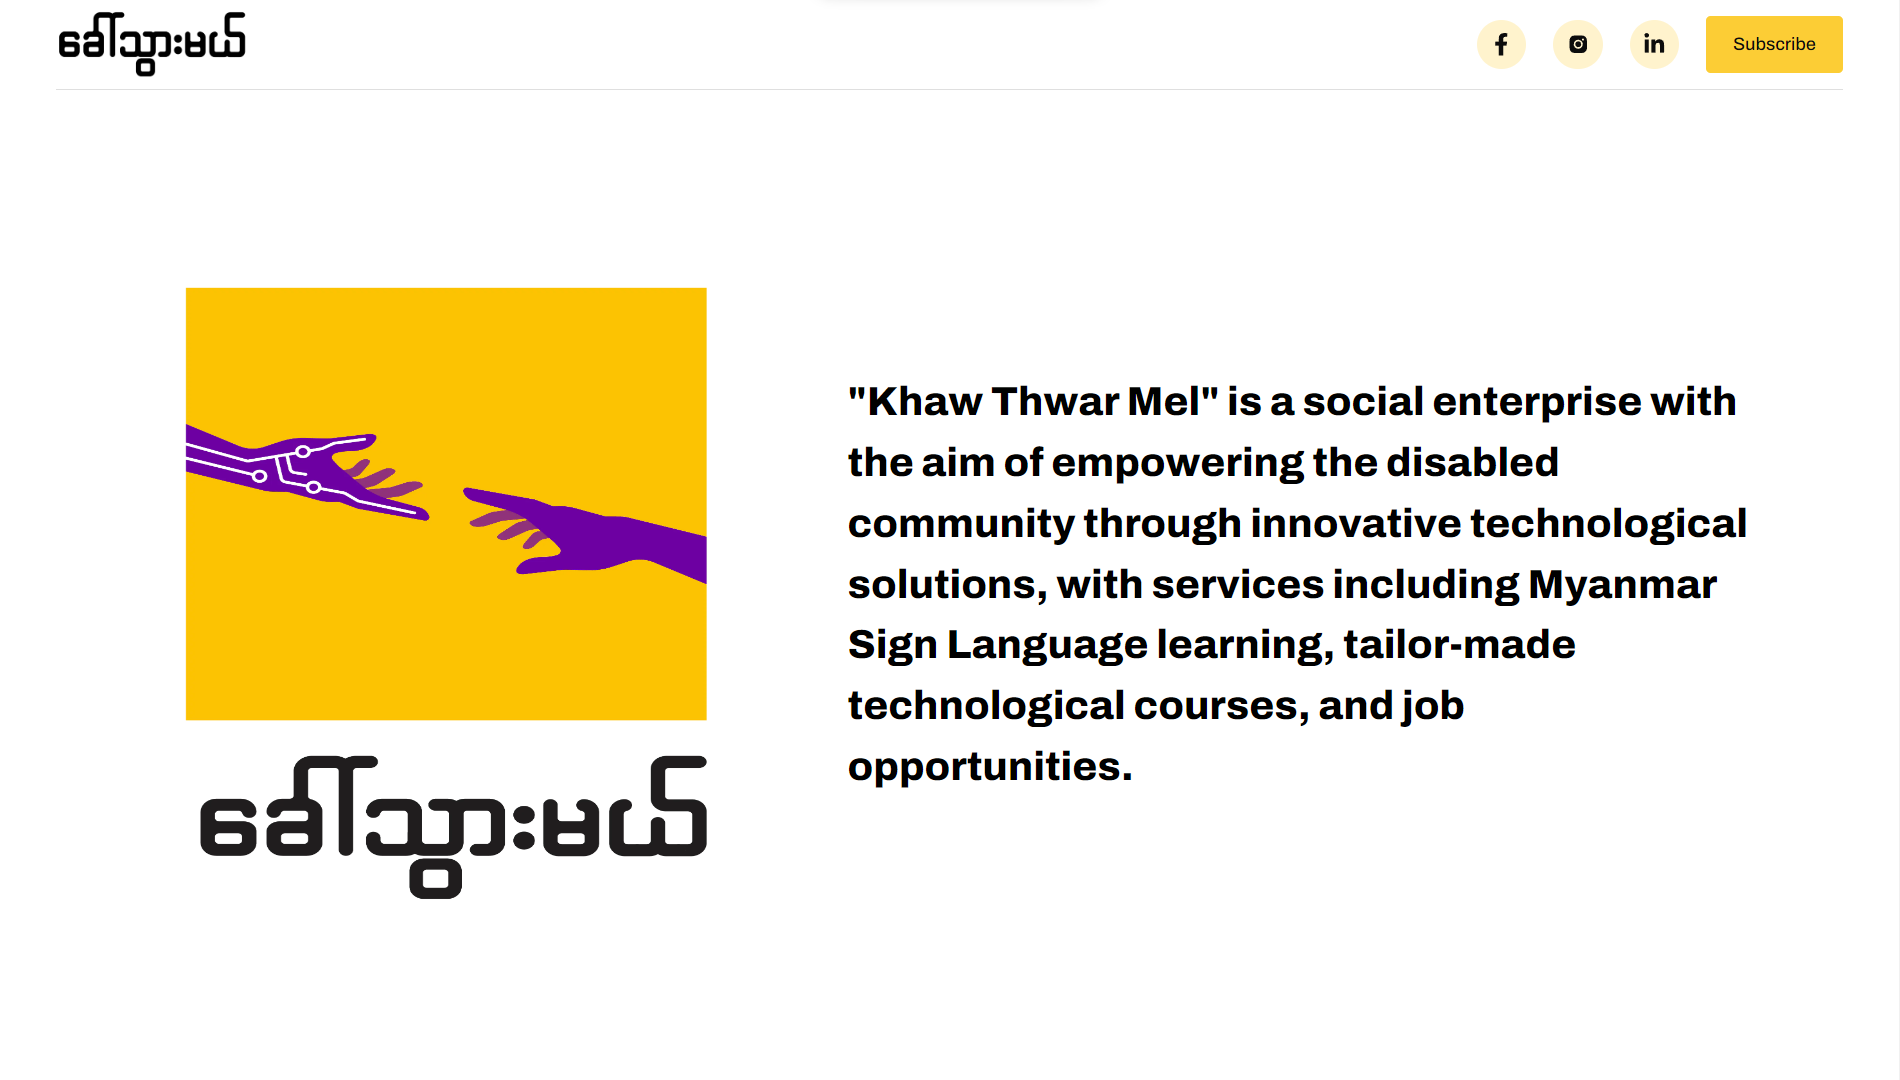 ခေါ်သွားမယ်
Subscribe
"Khaw Thwar Mel" is a social enterprise with
the aim of empowering the disabled
community through innovative technological
solutions, with services including Myanmar
Sign Language learning, tailor-made
technological courses, and job
opportunities.
ခေါ်သွားမယ်